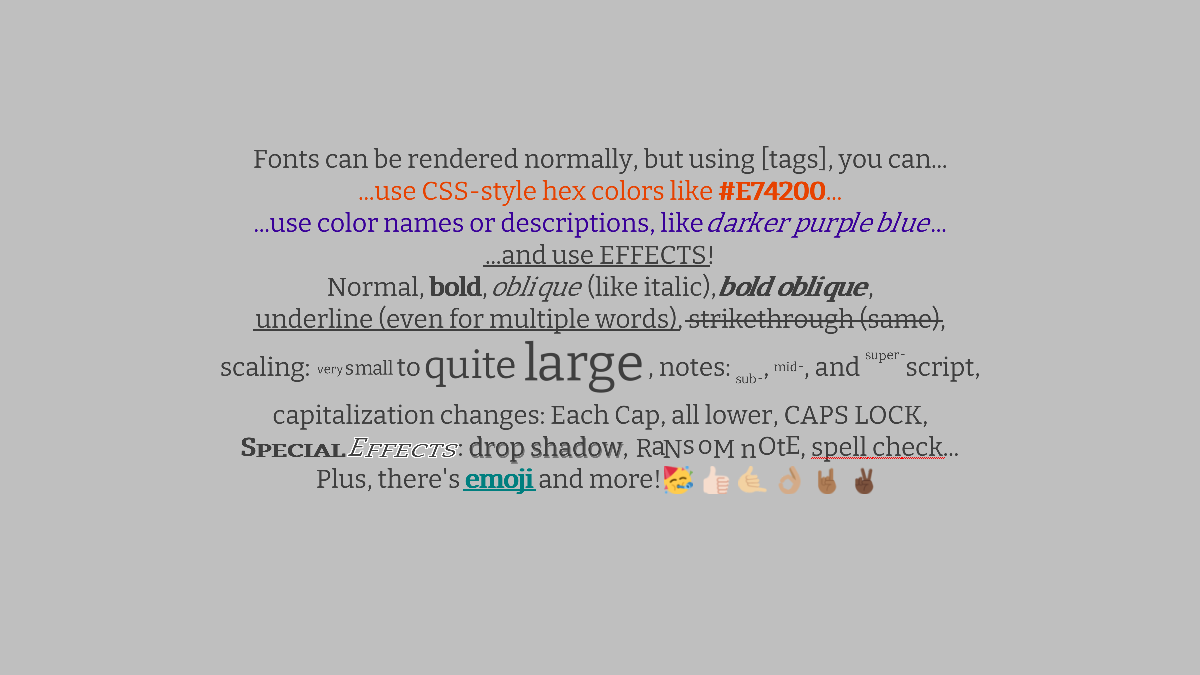 Fonts can be rendered normally, but using [tags], you can...
...use CSS-style hex colors like #E74200...
...use color names or descriptions, like darker purple blue...
...and use EFFECTS!
Normal, bold, oblique (like italic), bold oblique,
underline (even for multiple words), strikethrough (same),
scaling: very small to quite large, notes: sub-, mid-, and super-script,
capitalization changes: Each Cap, all lower, CAPS LOCK,
SPECIAL EFFECTS: drop shadow, RaNsoM nOtE, spell check...
Plus, there's emoji and more!🥳 👍🏻 🤙🏼 👌🏽 🤘🏾 ✌🏿